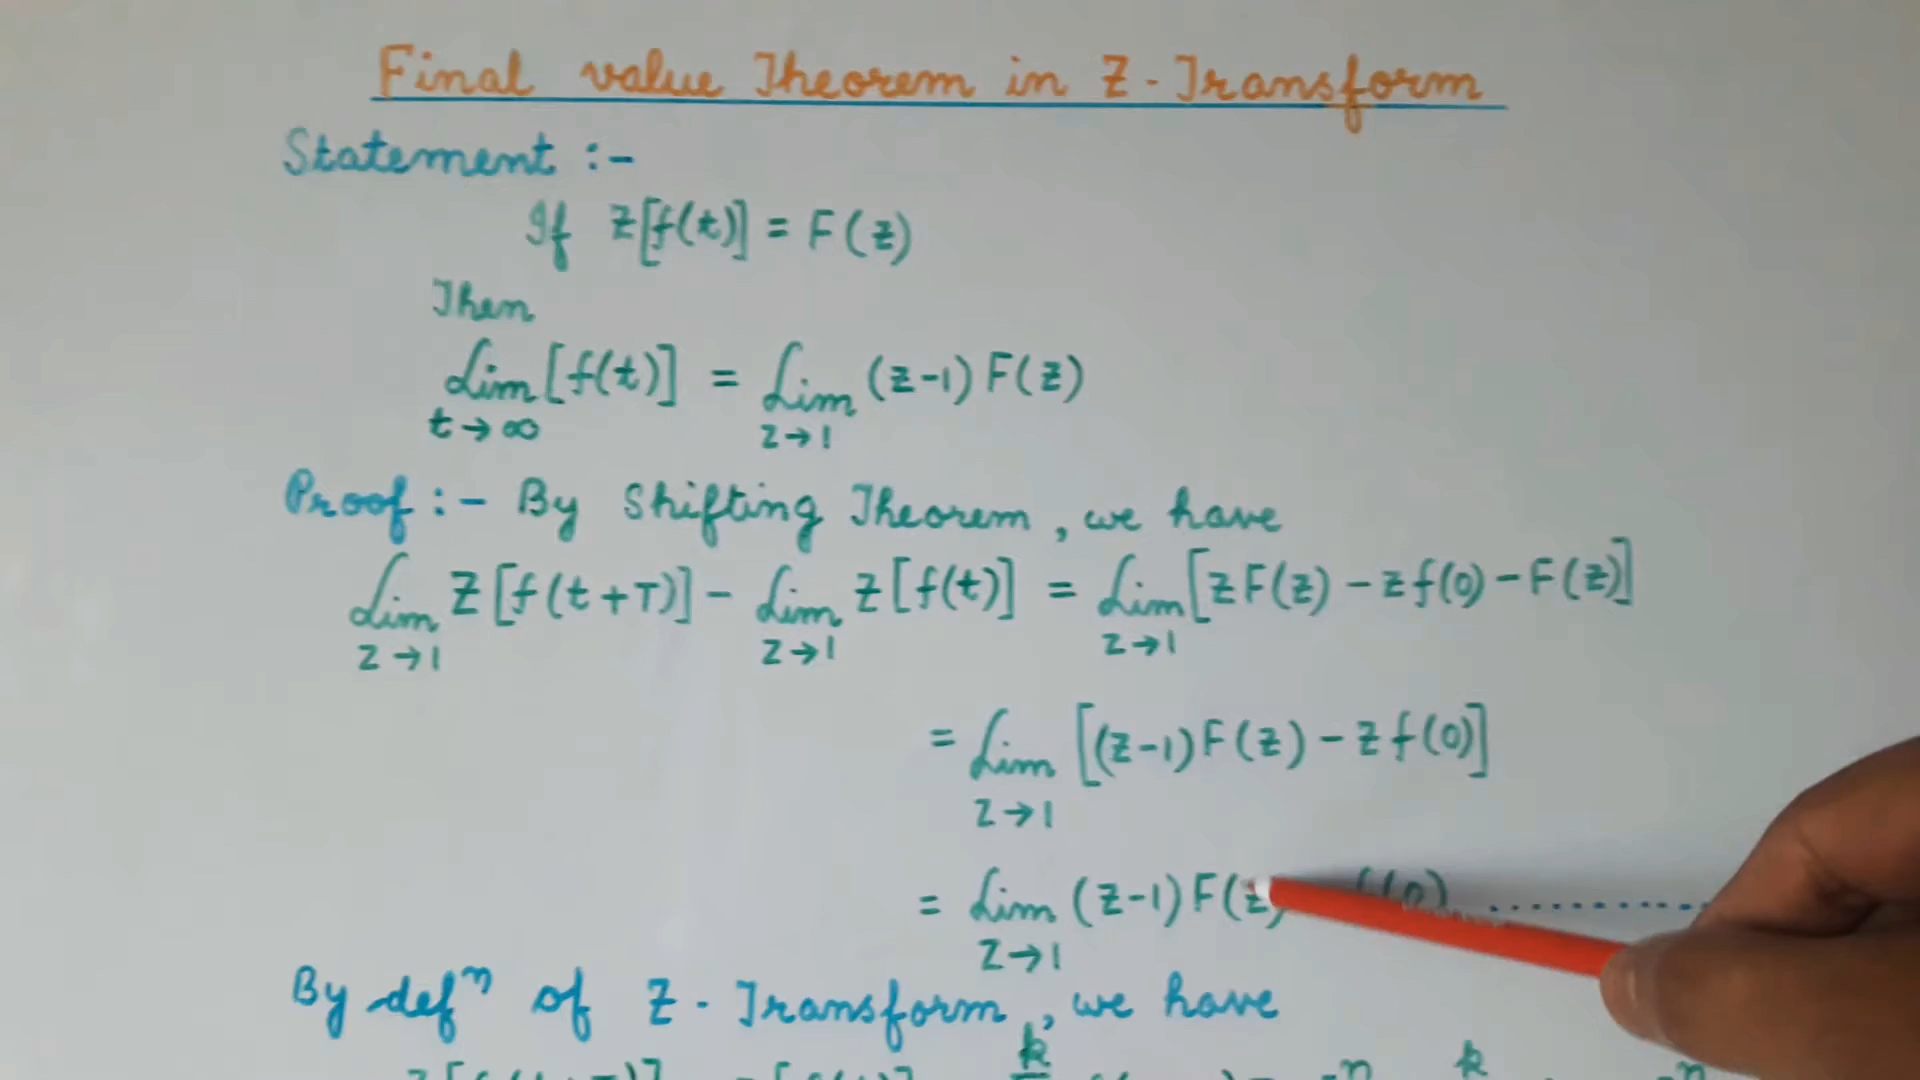 Final value Theorem in Z-Transform
Statement :-
If Z[f(t)] = F(z)
Then
Lim [f(t)] = Lim (z-1) F(z)
t→∞ z→1
Proof :- By Shifting Theorem, we have
Lim Z[f(t+T)] - Lim Z[f(t)] = Lim [zF(z) - zf(0) - F(z)]
z→1 z→1 z→1
= Lim [(z-1)F(z) - zf(0)]
z→1
= Lim (z-1) F(z) f(0) ..........
z→1
By defⁿ of Z-Transform, we have